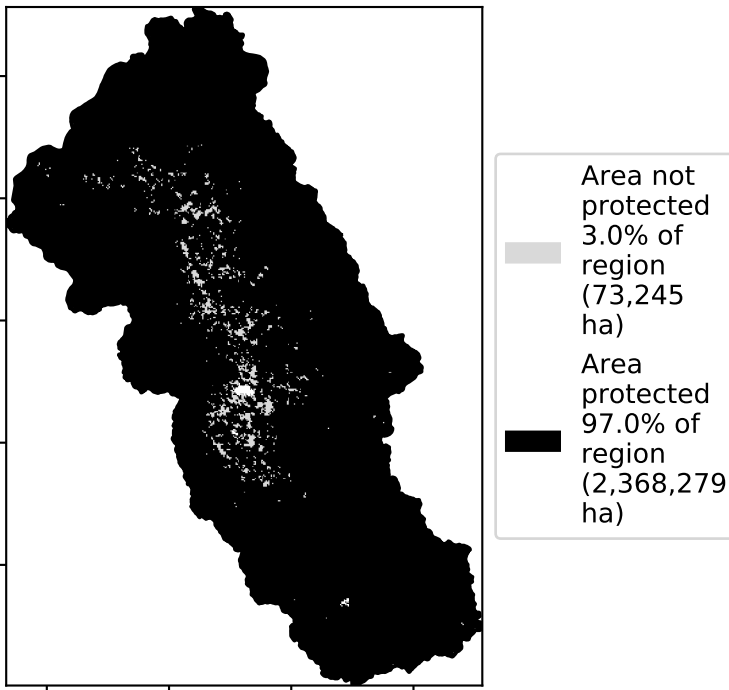 Area not
protected
3.0% of
region
(73,245
ha)
Area
protected
97.0% of
region
(2,368,279
ha)